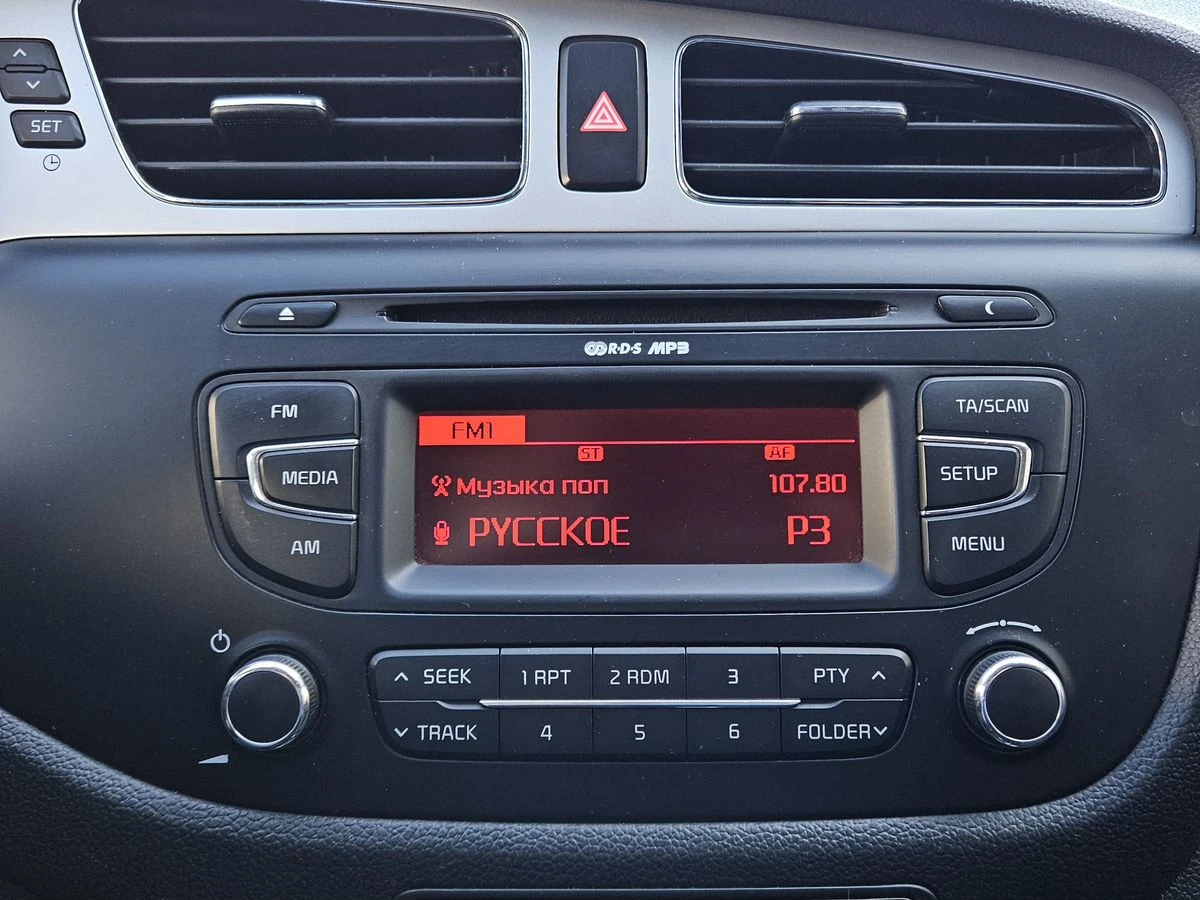 SET
R·D·S MP3
FM
MEDIA
AM
FM1
ST AF
Музыка поп 107.80
РУССКОЕ P3
TA/SCAN
SETUP
MENU
SEEK 1 RPT 2 RDM 3 PTY
TRACK 4 5 6 FOLDER